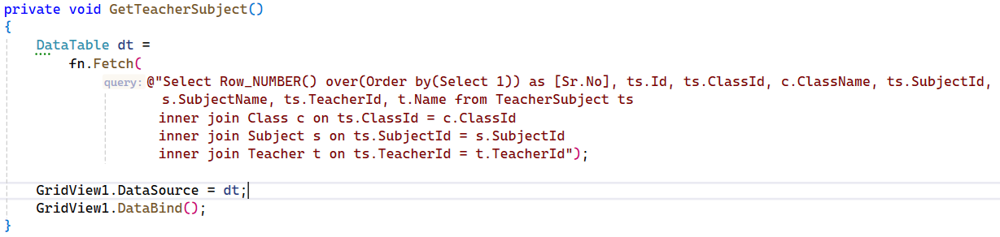 private void GetTeacherSubject()
{
    DataTable dt =
        fn.Fetch(
            query: @"Select Row_NUMBER() over(Order by(Select 1)) as [Sr.No], ts.Id, ts.ClassId, c.ClassName, ts.SubjectId,
            s.SubjectName, ts.TeacherId, t.Name from TeacherSubject ts
            inner join Class c on ts.ClassId = c.ClassId
            inner join Subject s on ts.SubjectId = s.SubjectId
            inner join Teacher t on ts.TeacherId = t.TeacherId");
    GridView1.DataSource = dt;
    GridView1.DataBind();
}